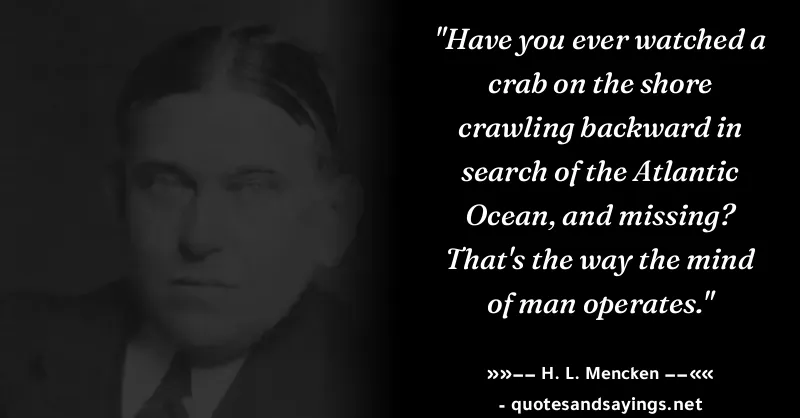 "Have you ever watched a
crab on the shore
crawling backward in
search of the Atlantic
Ocean, and missing?
That's the way the mind
of man operates."
»»−− H. L. Mencken −−««
- quotesandsayings.net